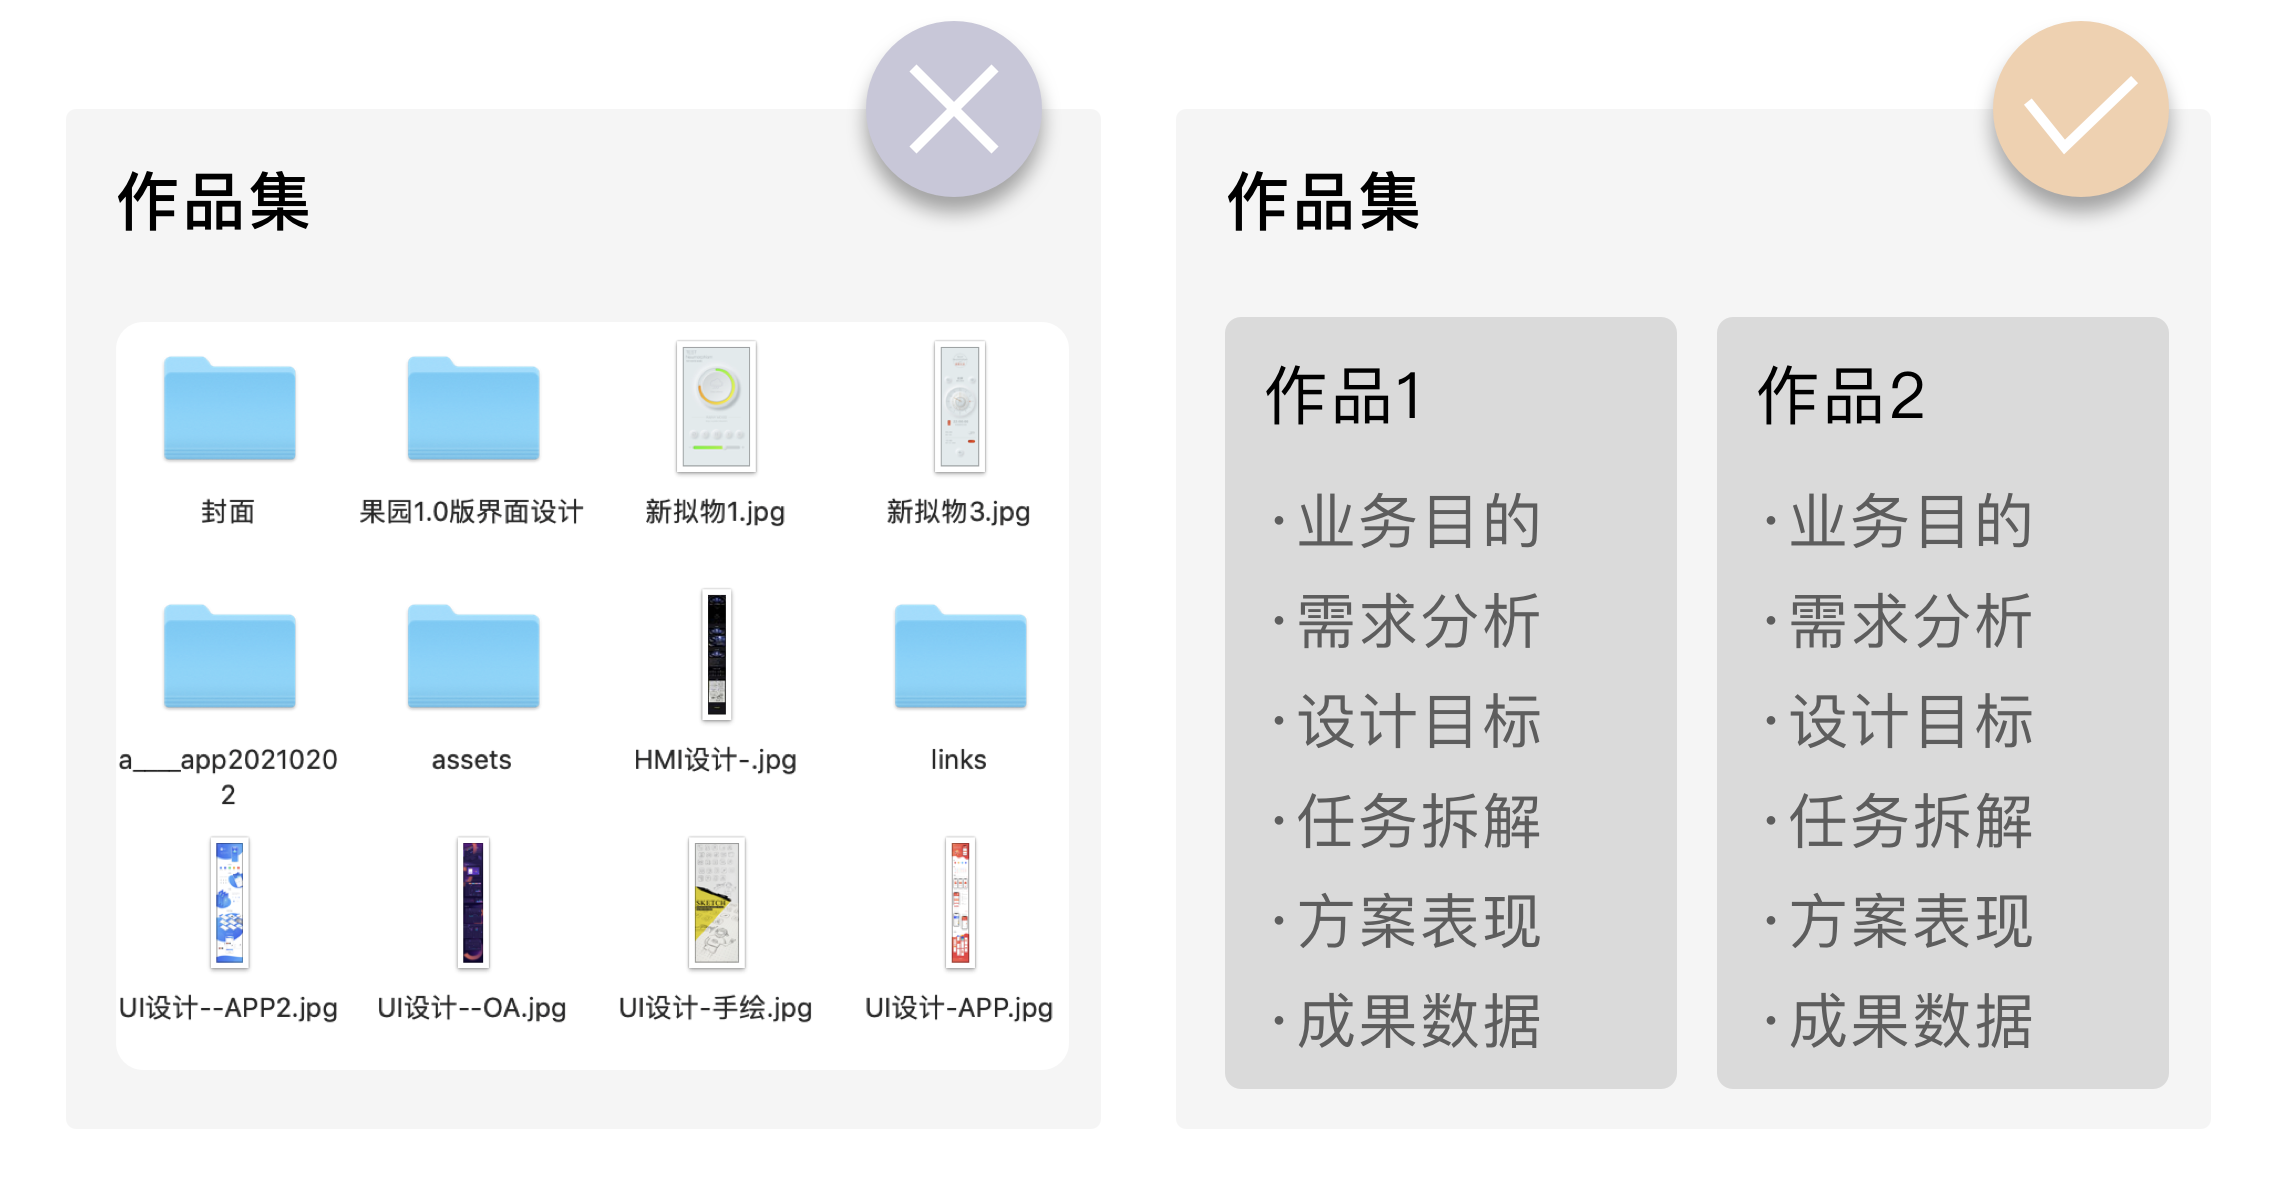 作品集
封面
果园1.0版界面设计
新拟物1.jpg
新拟物3.jpg
a____app2021020
2
assets
HMI设计-.jpg
links
SKETCH
UI设计--APP2.jpg
UI设计--OA.jpg
UI设计-手绘.jpg
UI设计-APP.jpg
作品集
作品1
·业务目的
·需求分析
·设计目标
·任务拆解
·方案表现
·成果数据
作品2
·业务目的
·需求分析
·设计目标
·任务拆解
·方案表现
·成果数据